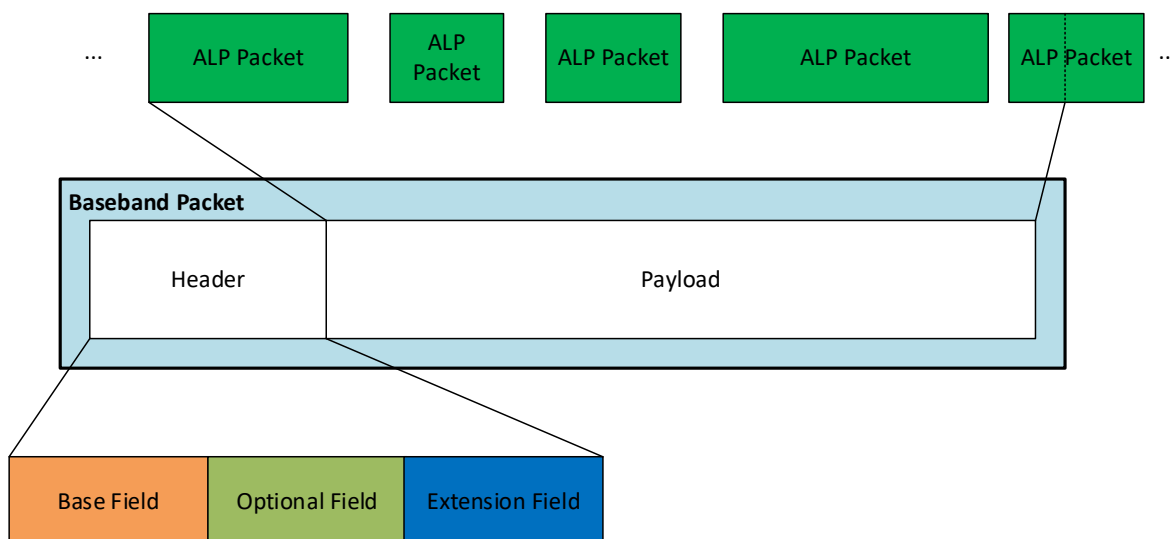 ...
ALP Packet
ALP
Packet
ALP Packet
ALP Packet
ALP Packet
..
Baseband Packet
Header
Payload
Base Field
Optional Field
Extension Field